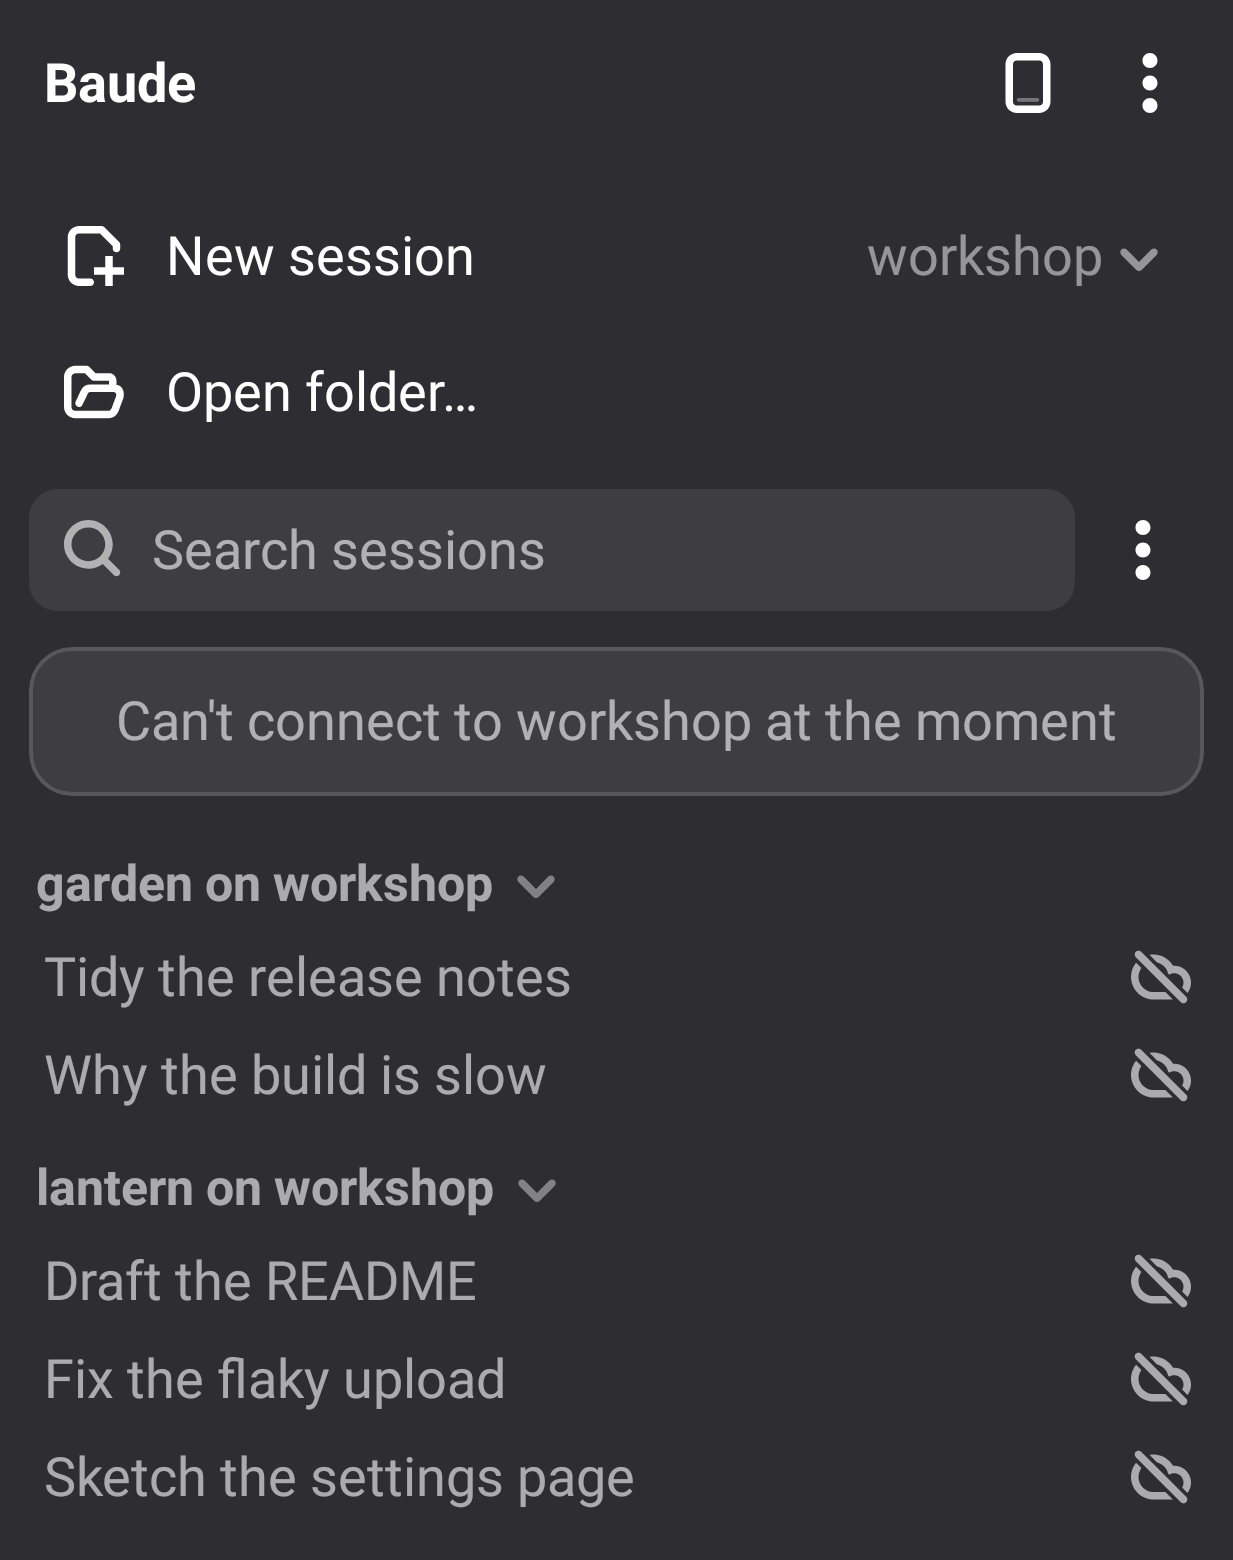 Baude
New session
workshop
Open folder...
Search sessions
Can't connect to workshop at the moment
garden on workshop
Tidy the release notes
Why the build is slow
lantern on workshop
Draft the README
Fix the flaky upload
Sketch the settings page